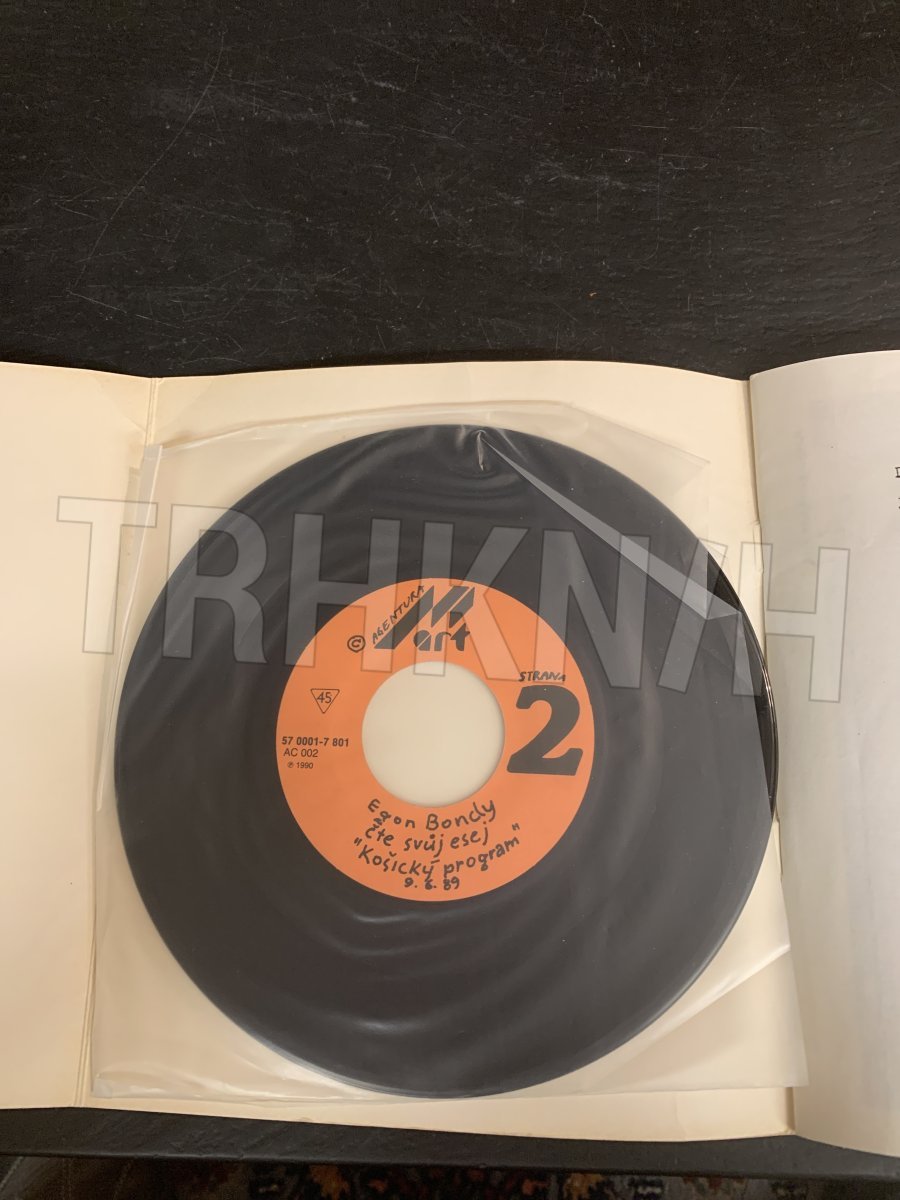 TRHKNIH
© AGENTURA
art
STRANA
2
45
57 0001-7 801
AC 002
℗ 1990
Egon Bondy
čte svůj esej
"Košický program"
9. 6. 89